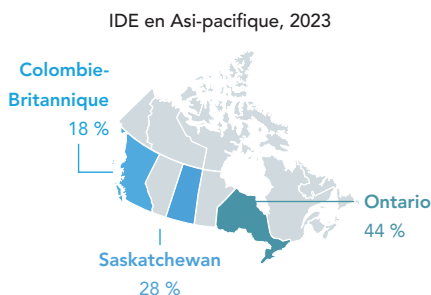 IDE en Asi-pacifique, 2023
Colombie-
Britannique
18 %
Ontario
44 %
Saskatchewan
28 %